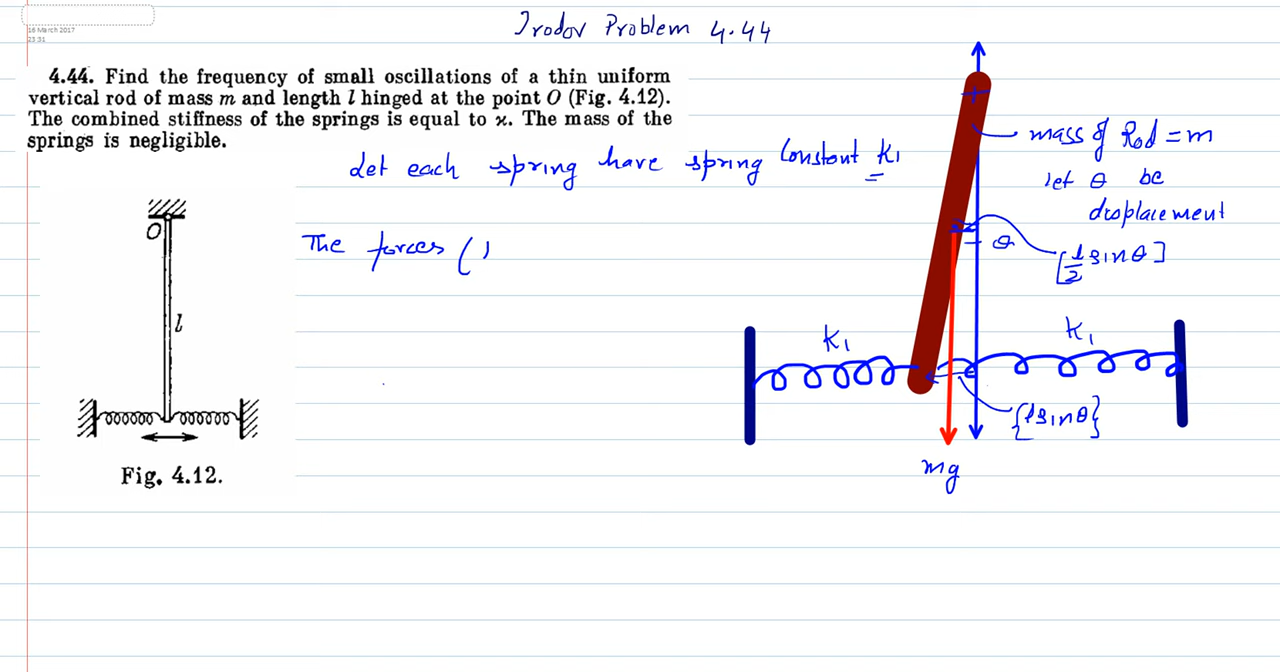 16 March 2017
23 31
Irodov Problem 4.44
4.44. Find the frequency of small oscillations of a thin uniform
vertical rod of mass m and length l hinged at the point O (Fig. 4.12).
The combined stiffness of the springs is equal to ϰ. The mass of the
springs is negligible.
Let each spring have spring Constant K1
mass of Rod = m
let θ be
displacement
O
The forces (
θ
[l/2 sinθ]
l
K1
K1
{lsinθ}
mg
Fig. 4.12.